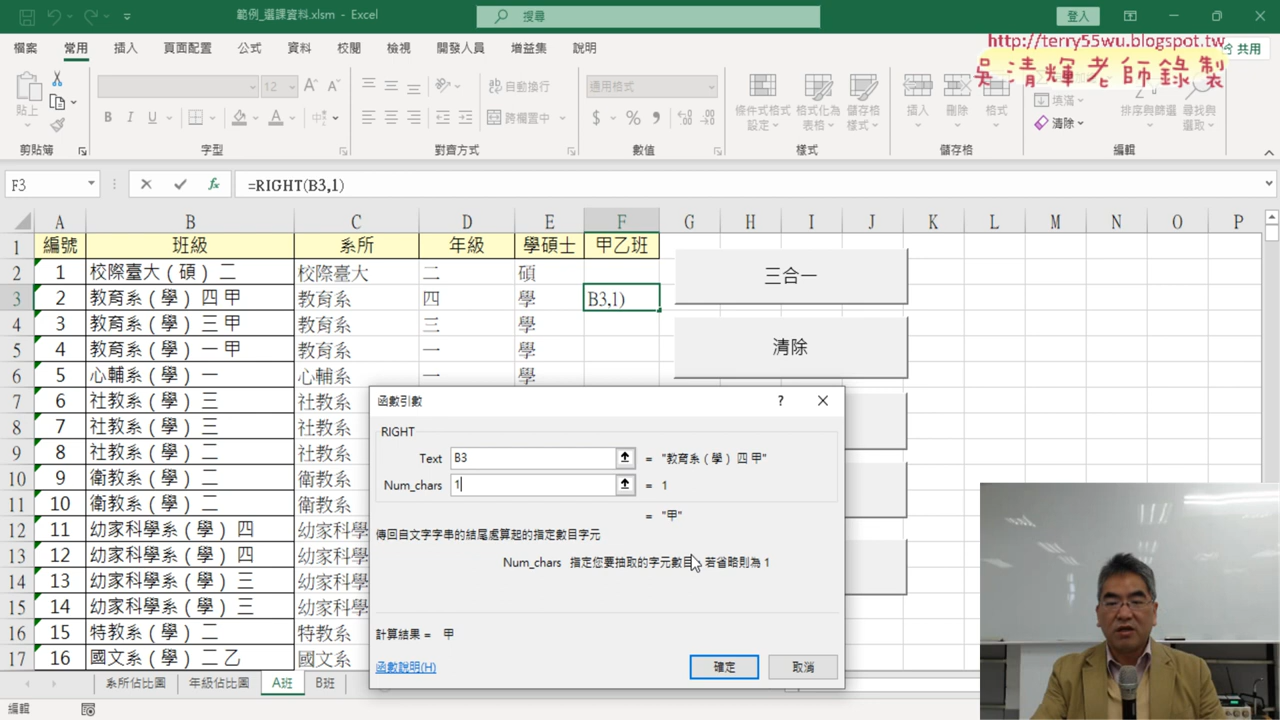 範例_選課資料.xlsm - Excel
搜尋
登入
檔案 常用 插入 頁面配置 公式 資料 校閱 檢視 開發人員 增益集 說明
共用
http://terry55wu.blogspot.tw
吳清輝老師錄製
貼上
12
自動換行
跨欄置中
通用格式
條件式格式設定
格式化為表格
儲存格樣式
插入 刪除 格式
填滿
清除
排序與篩選
尋找與選取
剪貼簿 字型 對齊方式 數值 樣式 儲存格 編輯
F3
=RIGHT(B3,1)
A B C D E F G H I J K L M N O P
1 編號 班級 系所 年級 學碩士 甲乙班
2 1 校際臺大(碩) 二 校際臺大 二 碩
3 2 教育系(學) 四 甲 教育系 四 學 B3,1)
4 3 教育系(學) 三 甲 教育系 三 學
5 4 教育系(學) 一 甲 教育系 一 學
6 5 心輔系(學) 一 心輔系 一 學
7 6 社教系(學) 三 社教系
8 7 社教系(學) 三 社教系
9 8 社教系(學) 二 社教系
10 9 衛教系(學) 二 衛教系
11 10 衛教系(學) 二 衛教系
12 11 幼家科學系(學) 四 幼家科學
13 12 幼家科學系(學) 四 幼家科學
14 13 幼家科學系(學) 三 幼家科學
15 14 幼家科學系(學) 三 幼家科學
16 15 特教系(學) 二 特教系
17 16 國文系(學) 二 乙 國文系
三合一
清除
函數引數
?
RIGHT
Text B3 = "教育系(學) 四 甲"
Num_chars 1 = 1
= "甲"
傳回自文字字串的結尾處算起的指定數目字元
Num_chars 指定您要抽取的字元數目,若省略則為 1
計算結果 = 甲
函數說明(H)
確定
取消
系所佔比圖 年級佔比圖 A班 B班
編輯